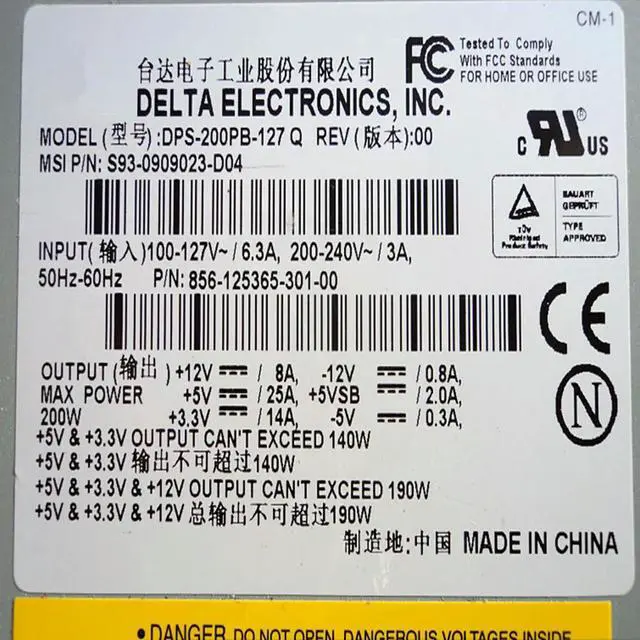 CM-1
台达电子工业股份有限公司
DELTA ELECTRONICS, INC.
FC
Tested To Comply
With FCC Standards
FOR HOME OR OFFICE USE
MODEL (型号) :DPS-200PB-127 Q REV (版本):00
MSI P/N: S93-0909023-D04
C RU US
®
TÜV
Rheinland
Product Safety
BAUART
GEPRÜFT
TYPE
APPROVED
INPUT( 输入 )100-127V~ / 6.3A, 200-240V~ / 3A,
50Hz-60Hz P/N: 856-125365-301-00
CE
N
OUTPUT (输出 ) +12V / 8A, -12V / 0.8A,
MAX POWER +5V / 25A, +5VSB / 2.0A,
200W +3.3V / 14A, -5V / 0.3A,
+5V & +3.3V OUTPUT CAN'T EXCEED 140W
+5V & +3.3V 输出不可超过140W
+5V & +3.3V & +12V OUTPUT CAN'T EXCEED 190W
+5V & +3.3V & +12V 总输出不可超过190W
制造地:中国 MADE IN CHINA
• DANGER DO NOT OPEN. DANGEROUS VOLTAGES INSIDE